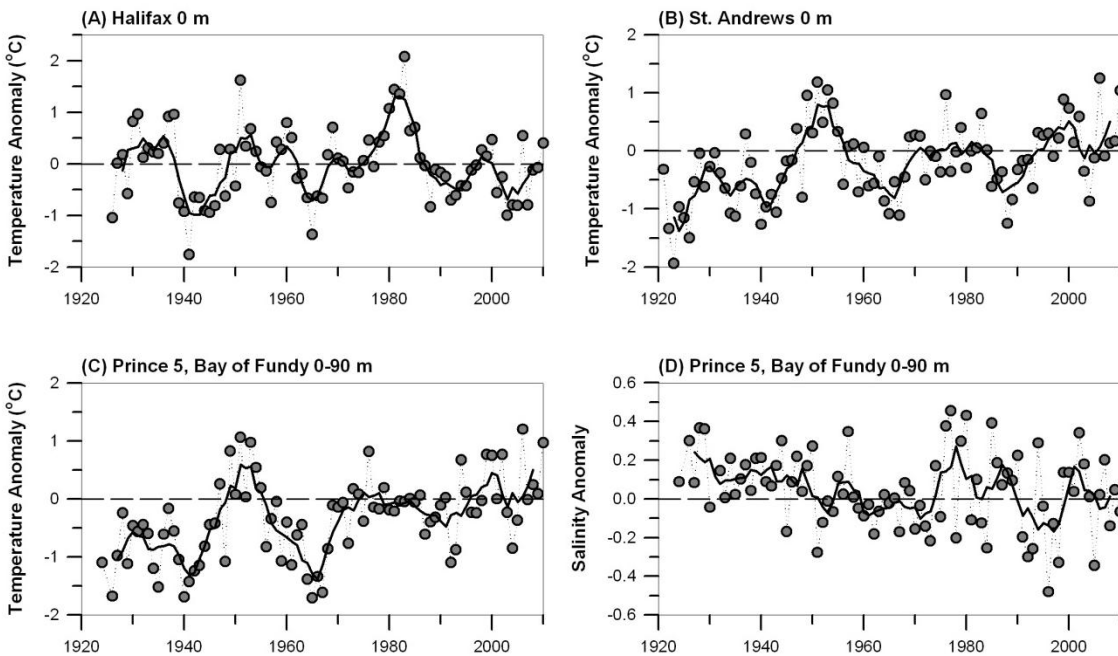 (A) Halifax 0 m
Temperature Anomaly (°C)
2
1
0
-1
-2
1920 1940 1960 1980 2000
(B) St. Andrews 0 m
Temperature Anomaly (°C)
2
1
0
-1
-2
1920 1940 1960 1980 2000
(C) Prince 5, Bay of Fundy 0-90 m
Temperature Anomaly (°C)
2
1
0
-1
-2
1920 1940 1960 1980 2000
(D) Prince 5, Bay of Fundy 0-90 m
Salinity Anomaly
0.6
0.4
0.2
0.0
-0.2
-0.4
-0.6
1920 1940 1960 1980 2000